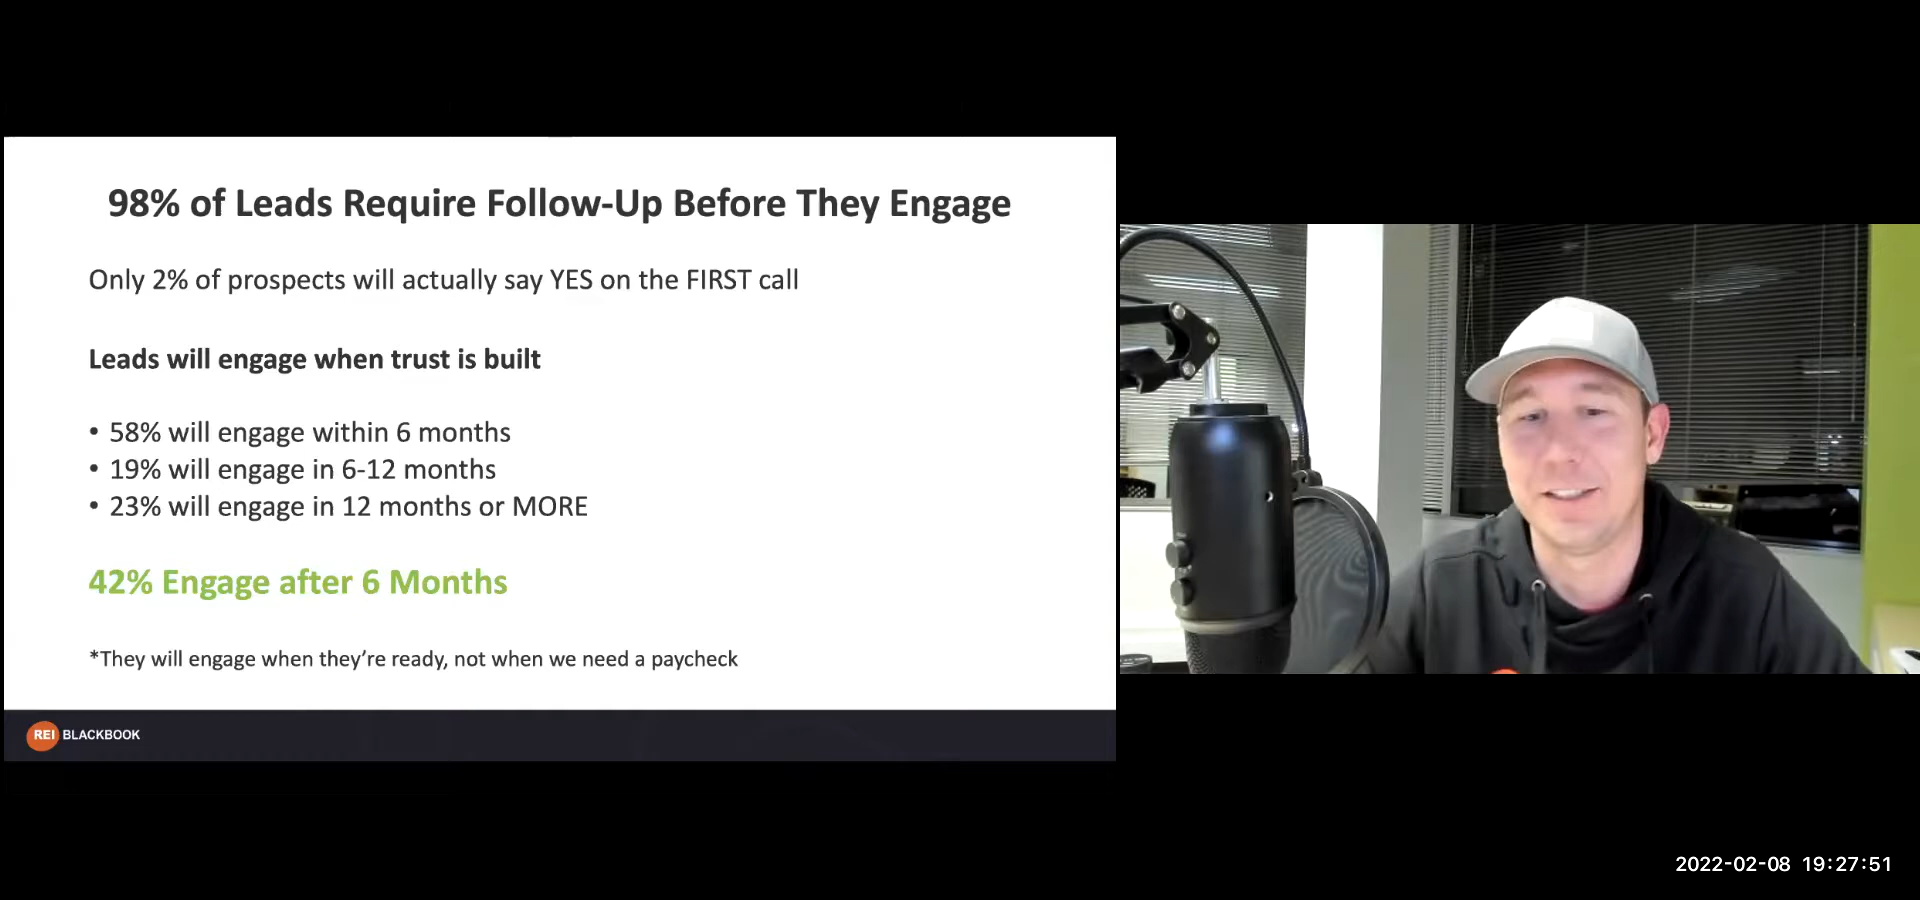 98% of Leads Require Follow-Up Before They Engage
Only 2% of prospects will actually say YES on the FIRST call
Leads will engage when trust is built
• 58% will engage within 6 months
• 19% will engage in 6-12 months
• 23% will engage in 12 months or MORE
42% Engage after 6 Months
*They will engage when they’re ready, not when we need a paycheck
REI BLACKBOOK
2022-02-08 19:27:51